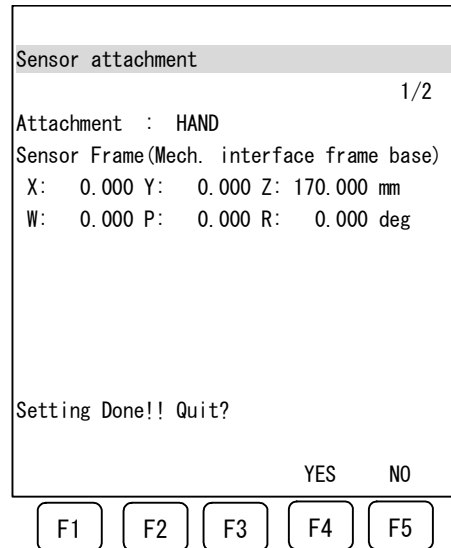 Sensor attachment
1/2
Attachment : HAND
Sensor Frame(Mech. interface frame base)
X: 0.000 Y: 0.000 Z: 170.000 mm
W: 0.000 P: 0.000 R: 0.000 deg
Setting Done!! Quit?
YES NO
F1 F2 F3 F4 F5